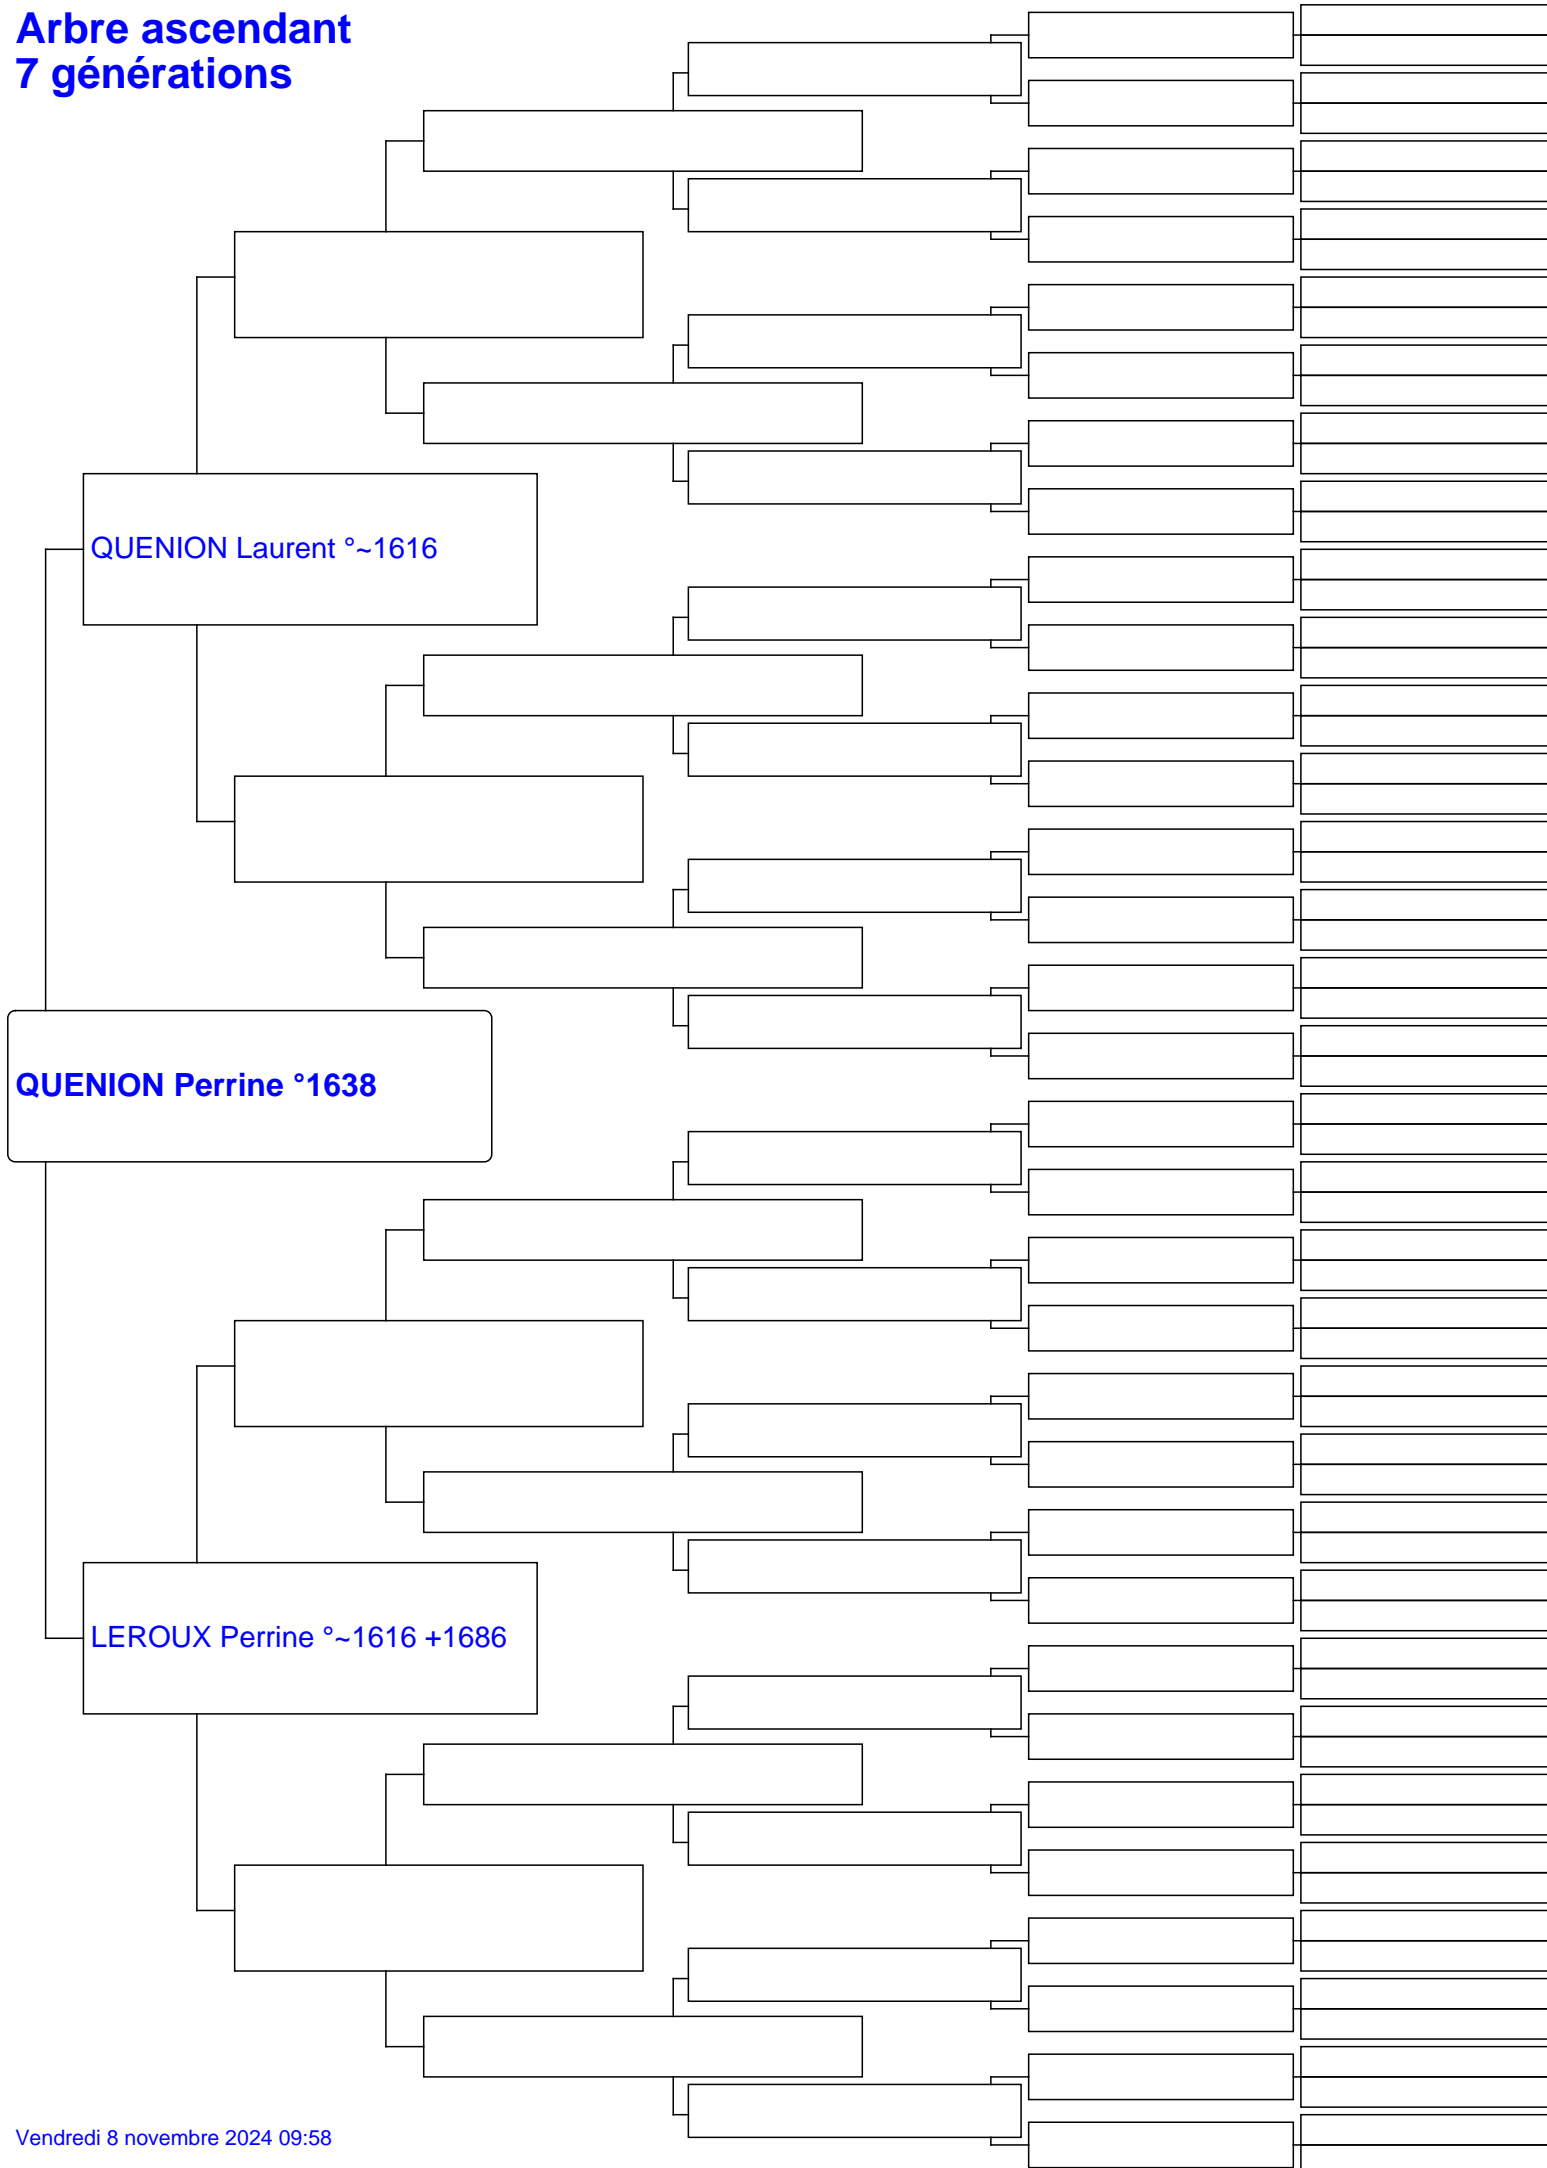 Arbre ascendant
7 générations
QUENION Laurent °~1616
QUENION Perrine °1638
LEROUX Perrine °~1616 +1686
Vendredi 8 novembre 2024 09:58